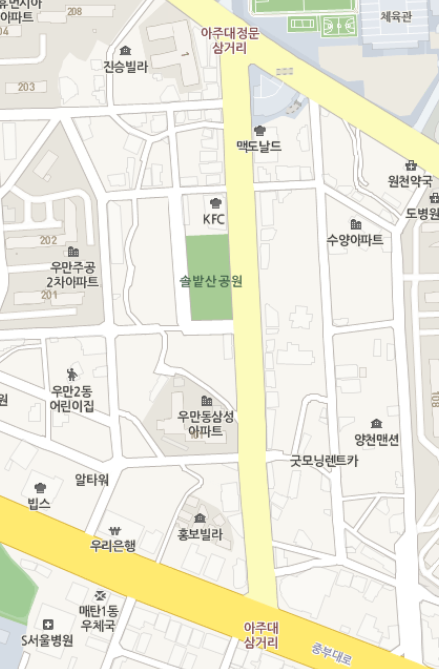 휴먼시아
아파트
208
204
체육관
아주대정문
삼거리
진승빌라
1
203
맥도날드
원천약국
KFC
도병원
202
수양아파트
우만주공
2차아파트
201
솔밭산 공원
우만2동
어린이집
원
우만동삼성
아파트
101
양천맨션
굿모닝렌트카
알타워
빕스
우리은행
홍보빌라
매탄1동
우체국
S서울병원
아주대
삼거리
중부대로